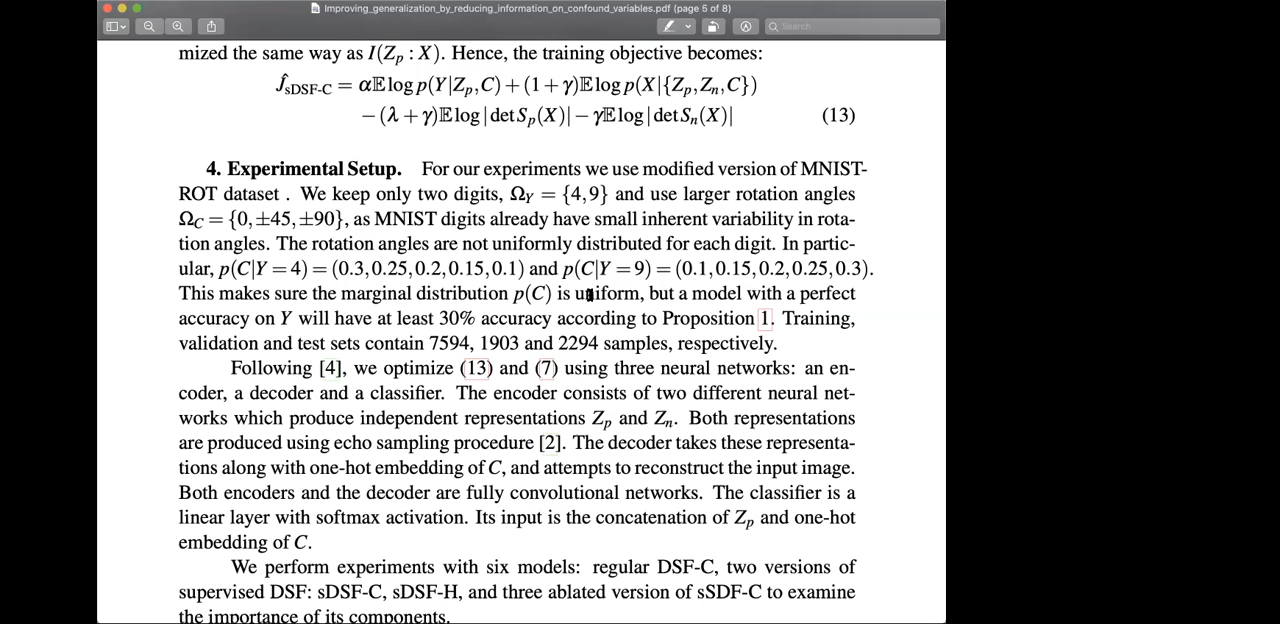 Improving_generalization_by_reducing_information_on_confound_variables.pdf (page 5 of 8)
Search
mized the same way as I(Z_p : X). Hence, the training objective becomes:
f̂_sDSF-C = α𝔼 log p(Y|Z_p, C) + (1 + γ)𝔼 log p(X|{Z_p, Z_n, C})
− (λ + γ)𝔼 log |det S_p(X)| − γ𝔼 log |det S_n(X)| (13)
4. Experimental Setup. For our experiments we use modified version of MNIST-
ROT dataset . We keep only two digits, Ω_Y = {4,9} and use larger rotation angles
Ω_C = {0,±45,±90}, as MNIST digits already have small inherent variability in rota-
tion angles. The rotation angles are not uniformly distributed for each digit. In partic-
ular, p(C|Y = 4) = (0.3,0.25,0.2,0.15,0.1) and p(C|Y = 9) = (0.1,0.15,0.2,0.25,0.3).
This makes sure the marginal distribution p(C) is uniform, but a model with a perfect
accuracy on Y will have at least 30% accuracy according to Proposition 1. Training,
validation and test sets contain 7594, 1903 and 2294 samples, respectively.
Following [4], we optimize (13) and (7) using three neural networks: an en-
coder, a decoder and a classifier. The encoder consists of two different neural net-
works which produce independent representations Z_p and Z_n. Both representations
are produced using echo sampling procedure [2]. The decoder takes these representa-
tions along with one-hot embedding of C, and attempts to reconstruct the input image.
Both encoders and the decoder are fully convolutional networks. The classifier is a
linear layer with softmax activation. Its input is the concatenation of Z_p and one-hot
embedding of C.
We perform experiments with six models: regular DSF-C, two versions of
supervised DSF: sDSF-C, sDSF-H, and three ablated version of sSDF-C to examine
the importance of its components.